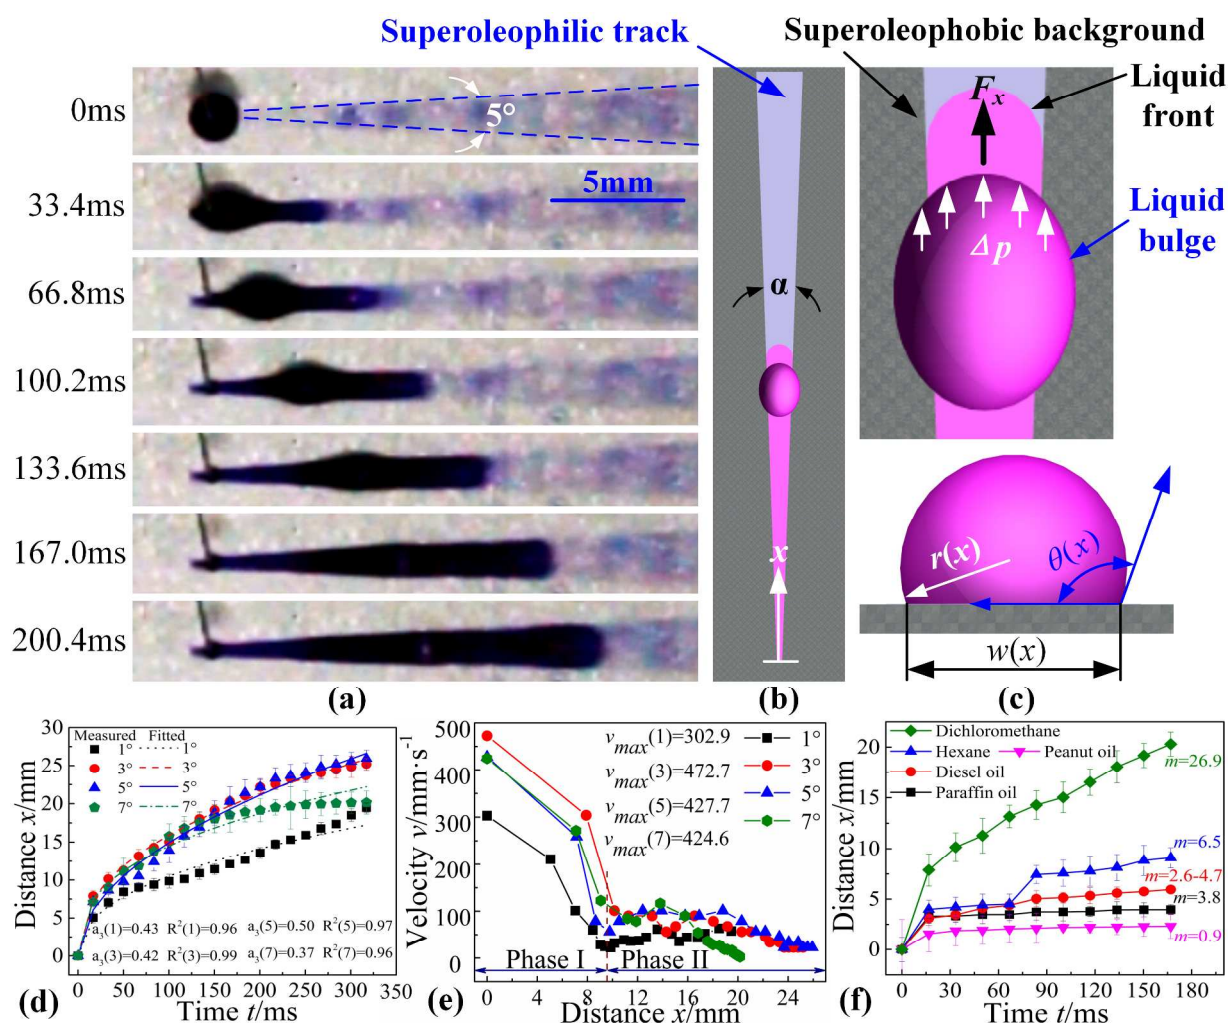 Superoleophilic track
Superoleophobic background
0ms
5°
33.4ms
5mm
66.8ms
100.2ms
133.6ms
167.0ms
200.4ms
(a)
α
x
(b)
Fx
Liquid
front
Liquid
bulge
Δp
r(x)
θ(x)
w(x)
(c)
Distance x/mm
30
25
20
15
10
5
0
Measured Fitted
1° 1°
3° 3°
5° 5°
7° 7°
a3(1)=0.43 R²(1)=0.96 a3(5)=0.50 R²(5)=0.97
a3(3)=0.42 R²(3)=0.99 a3(7)=0.37 R²(7)=0.96
0 50 100 150 200 250 300 350
Time t/ms
(d)
Velocity v/mm·s-1
500
400
300
200
100
0
vmax(1)=302.9
vmax(3)=472.7
vmax(5)=427.7
vmax(7)=424.6
1°
3°
5°
7°
Phase I Phase II
0 4 8 12 16 20 24
Distance x/mm
(e)
Distance x/mm
20
15
10
5
0
Dichloromethane
Hexane Peanut oil
Diesel oil
Paraffin oil
m=26.9
m=6.5
m=2.6-4.7
m=3.8
m=0.9
0 30 60 90 120 150 180
Time t/ms
(f)